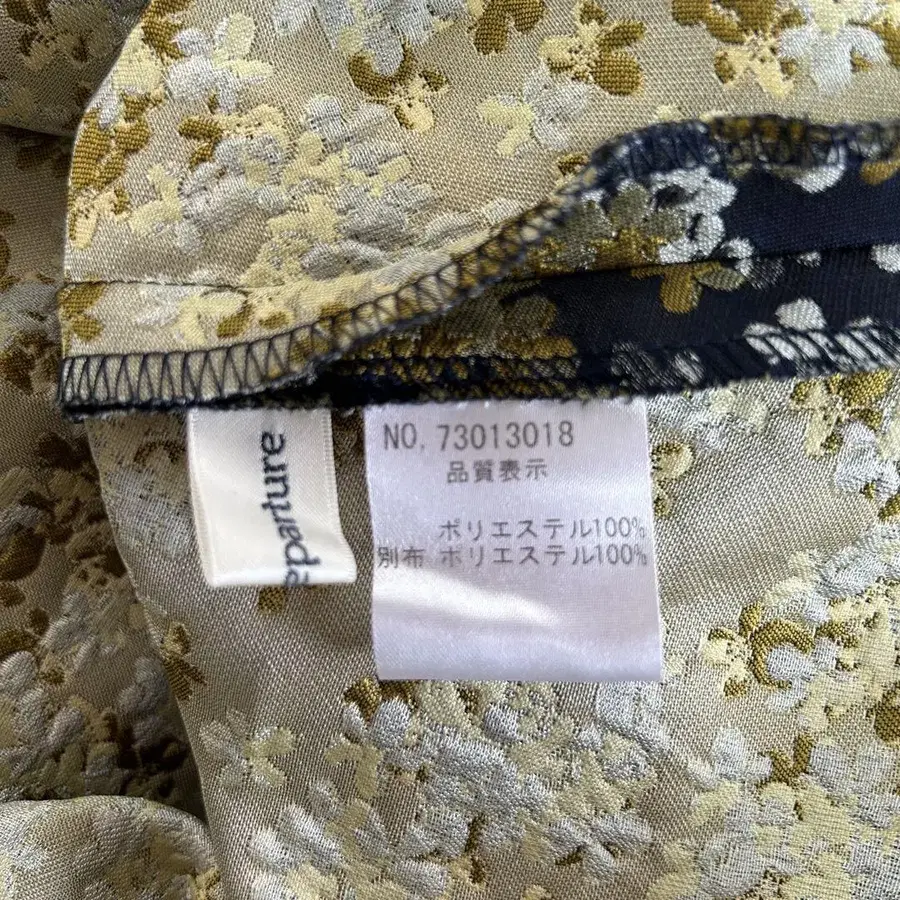 eparture
NO, 73013018
品質表示
ポリエステル100%
別布 ポリエステル100%